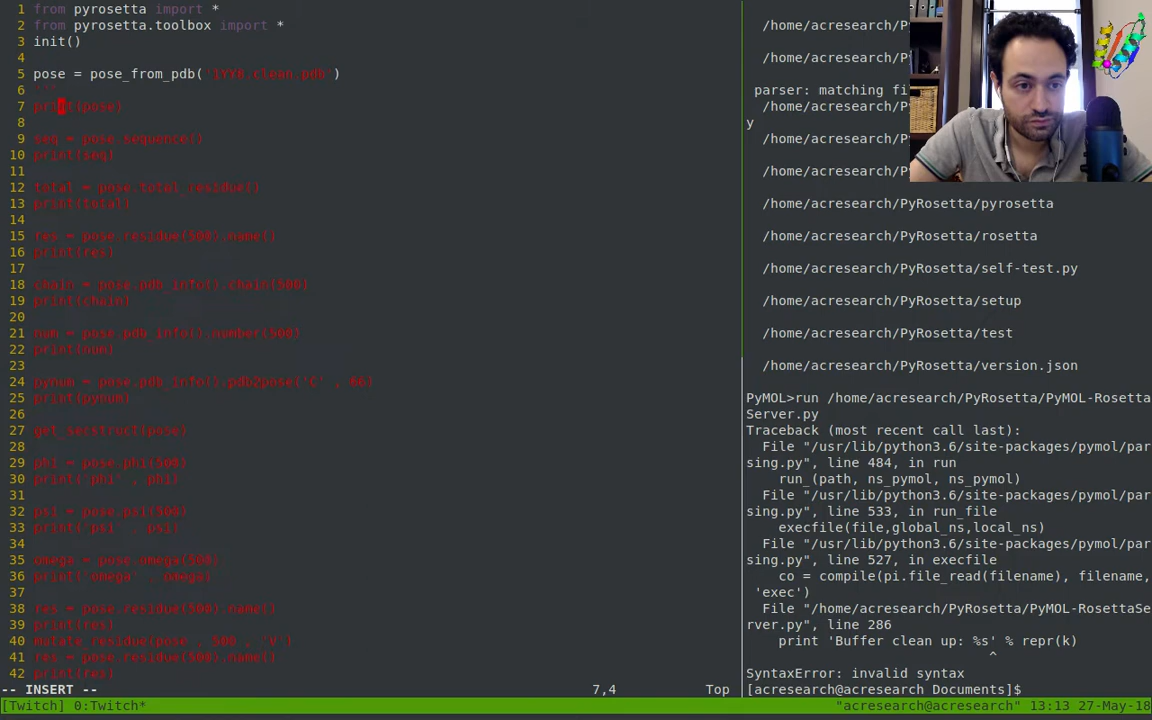 1 from pyrosetta import *
2 from pyrosetta.toolbox import *
3 init()
4
5 pose = pose_from_pdb('1YY8.clean.pdb')
6 '''
7 print(pose)
8
9 seq = pose.sequence()
10 print(seq)
11
12 total = pose.total_residue()
13 print(total)
14
15 res = pose.residue(500).name()
16 print(res)
17
18 chain = pose.pdb_info().chain(500)
19 print(chain)
20
21 num = pose.pdb_info().number(500)
22 print(num)
23
24 pynum = pose.pdb_info().pdb2pose('C' , 66)
25 print(pynum)
26
27 get_secstruct(pose)
28
29 phi = pose.phi(500)
30 print('phi' , phi)
31
32 psi = pose.psi(500)
33 print('psi' , psi)
34
35 omega = pose.omega(500)
36 print('omega' , omega)
37
38 res = pose.residue(500).name()
39 print(res)
40 mutate_residue(pose , 500 , 'V')
41 res = pose.residue(500).name()
42 print(res)
-- INSERT -- 7,4 Top
/home/acresearch/Py
/home/acresearch/Py
parser: matching fi
/home/acresearch/Py
y
/home/acresearch/Py
/home/acresearch/Py
/home/acresearch/PyRosetta/pyrosetta
/home/acresearch/PyRosetta/rosetta
/home/acresearch/PyRosetta/self-test.py
/home/acresearch/PyRosetta/setup
/home/acresearch/PyRosetta/test
/home/acresearch/PyRosetta/version.json
PyMOL>run /home/acresearch/PyRosetta/PyMOL-Rosetta
Server.py
Traceback (most recent call last):
File "/usr/lib/python3.6/site-packages/pymol/par
sing.py", line 484, in run
run_(path, ns_pymol, ns_pymol)
File "/usr/lib/python3.6/site-packages/pymol/par
sing.py", line 533, in run_file
execfile(file,global_ns,local_ns)
File "/usr/lib/python3.6/site-packages/pymol/par
sing.py", line 527, in execfile
co = compile(pi.file_read(filename), filename,
'exec')
File "/home/acresearch/PyRosetta/PyMOL-RosettaSe
rver.py", line 286
print 'Buffer clean up: %s' % repr(k)
^
SyntaxError: invalid syntax
[acresearch@acresearch Documents]$
[Twitch] 0:Twitch* "acresearch@acresearch" 13:13 27-May-18